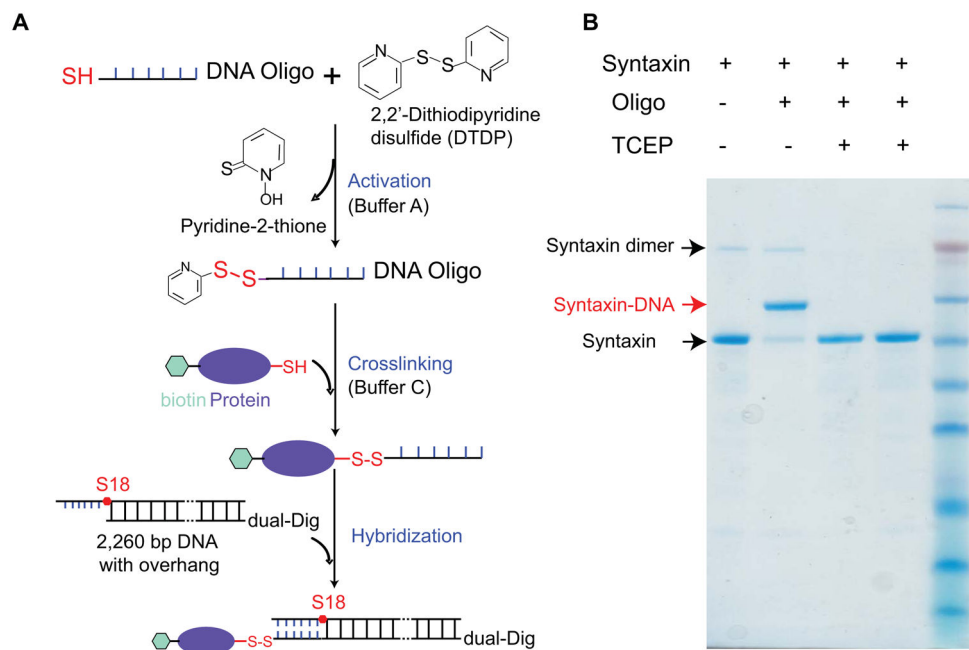 A
SH
DNA Oligo
+
N
S
S
N
2,2'-Dithiodipyridine
disulfide (DTDP)
S
N
OH
Pyridine-2-thione
Activation
(Buffer A)
N
S
S
DNA Oligo
SH
biotin Protein
Crosslinking
(Buffer C)
S-S
S18
dual-Dig
2,260 bp DNA
with overhang
Hybridization
S18
S-S
dual-Dig
B
Syntaxin + + + +
Oligo - + + +
TCEP - - + +
Syntaxin dimer
Syntaxin-DNA
Syntaxin